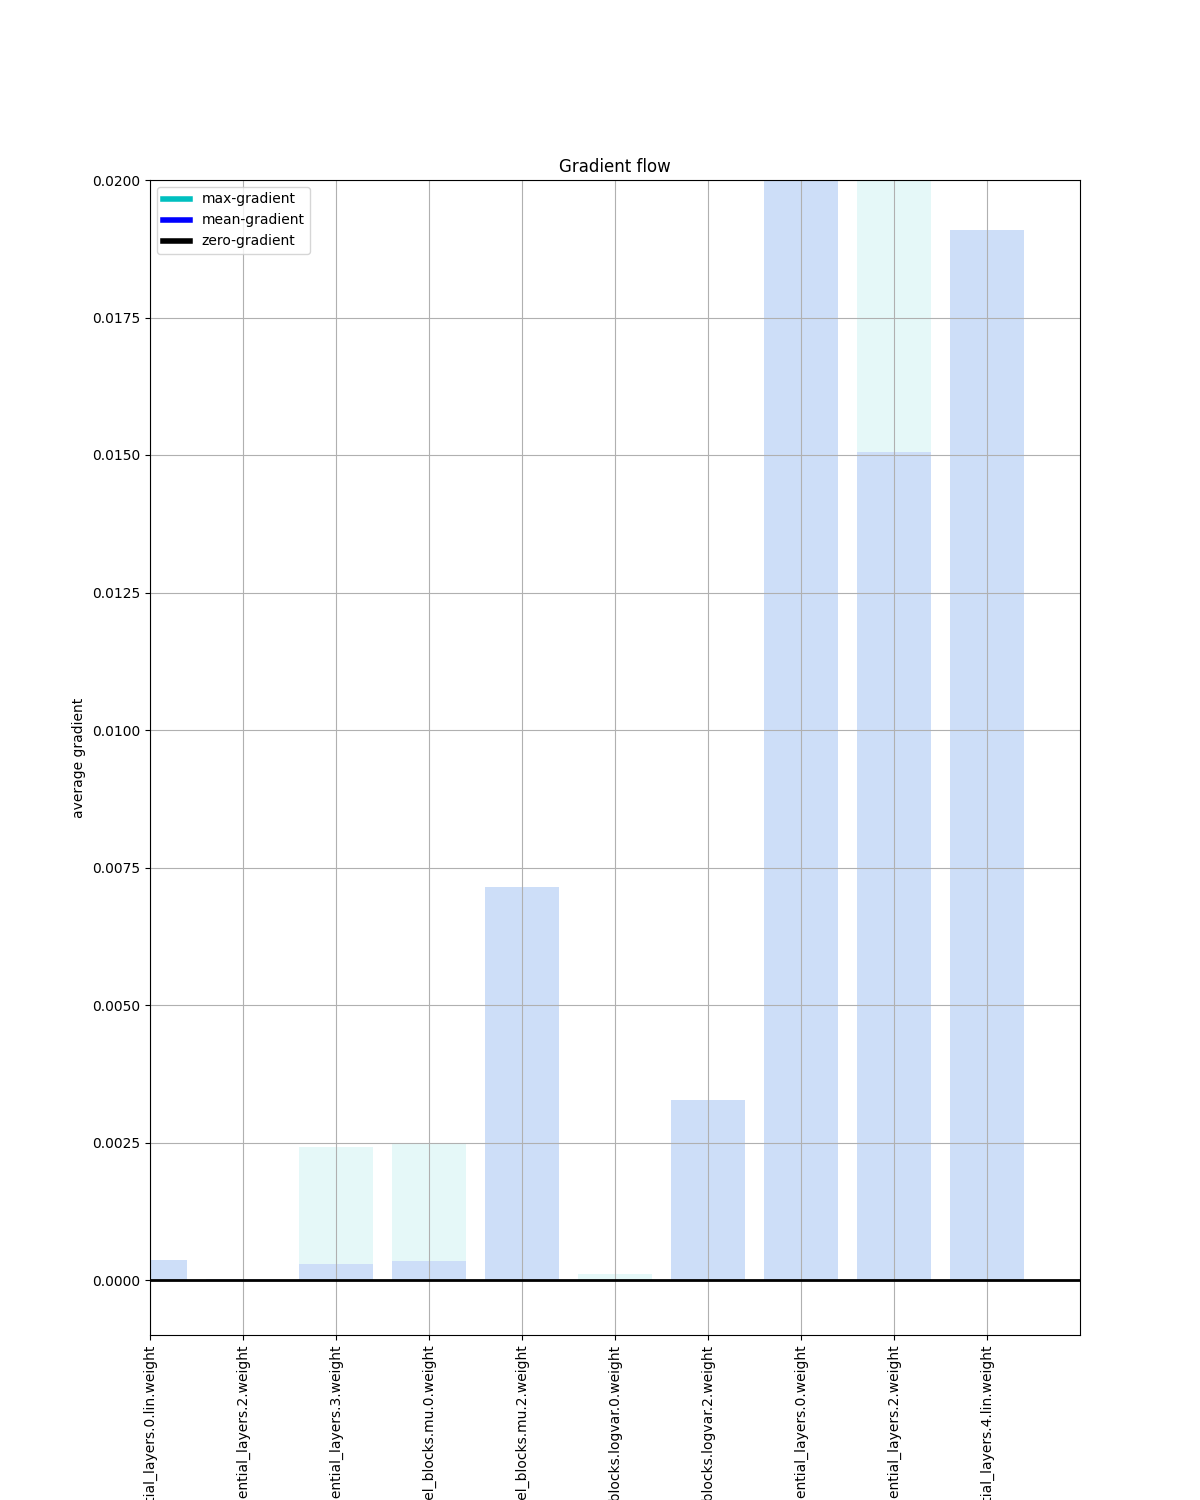 Gradient flow
max-gradient
mean-gradient
zero-gradient
average gradient
0.0200
0.0175
0.0150
0.0125
0.0100
0.0075
0.0050
0.0025
0.0000
tial_layers.0.lin.weight
ential_layers.2.weight
ential_layers.3.weight
el_blocks.mu.0.weight
el_blocks.mu.2.weight
blocks.logvar.0.weight
blocks.logvar.2.weight
ential_layers.0.weight
ential_layers.2.weight
tial_layers.4.lin.weight